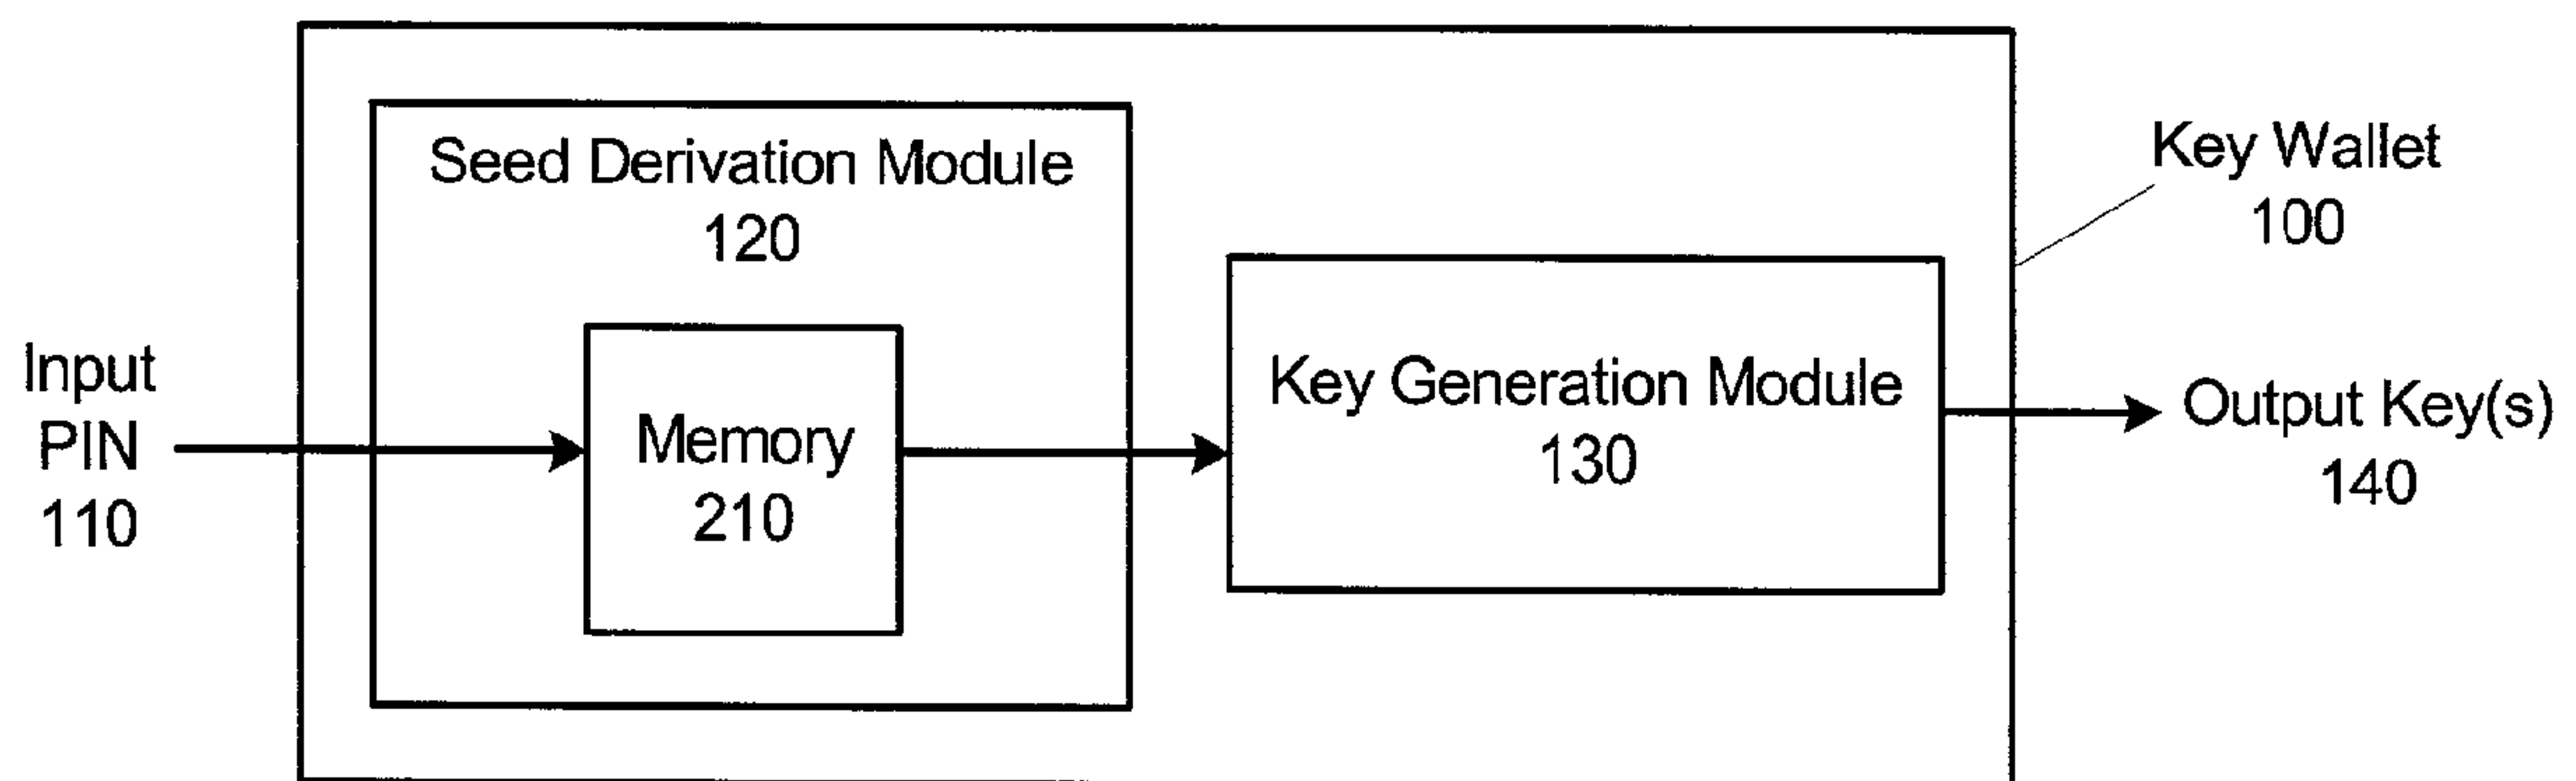 Seed Derivation Module
120
Key Wallet
100
Input
PIN
110
Memory
210
Key Generation Module
130
Output Key(s)
140